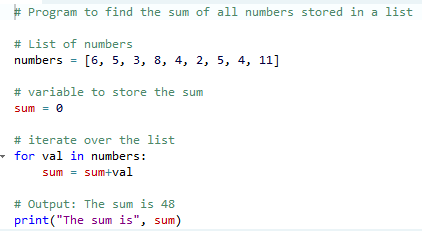 # Program to find the sum of all numbers stored in a list
# List of numbers
numbers = [6, 5, 3, 8, 4, 2, 5, 4, 11]
# variable to store the sum
sum = 0
# iterate over the list
for val in numbers:
    sum = sum+val
# Output: The sum is 48
print("The sum is", sum)